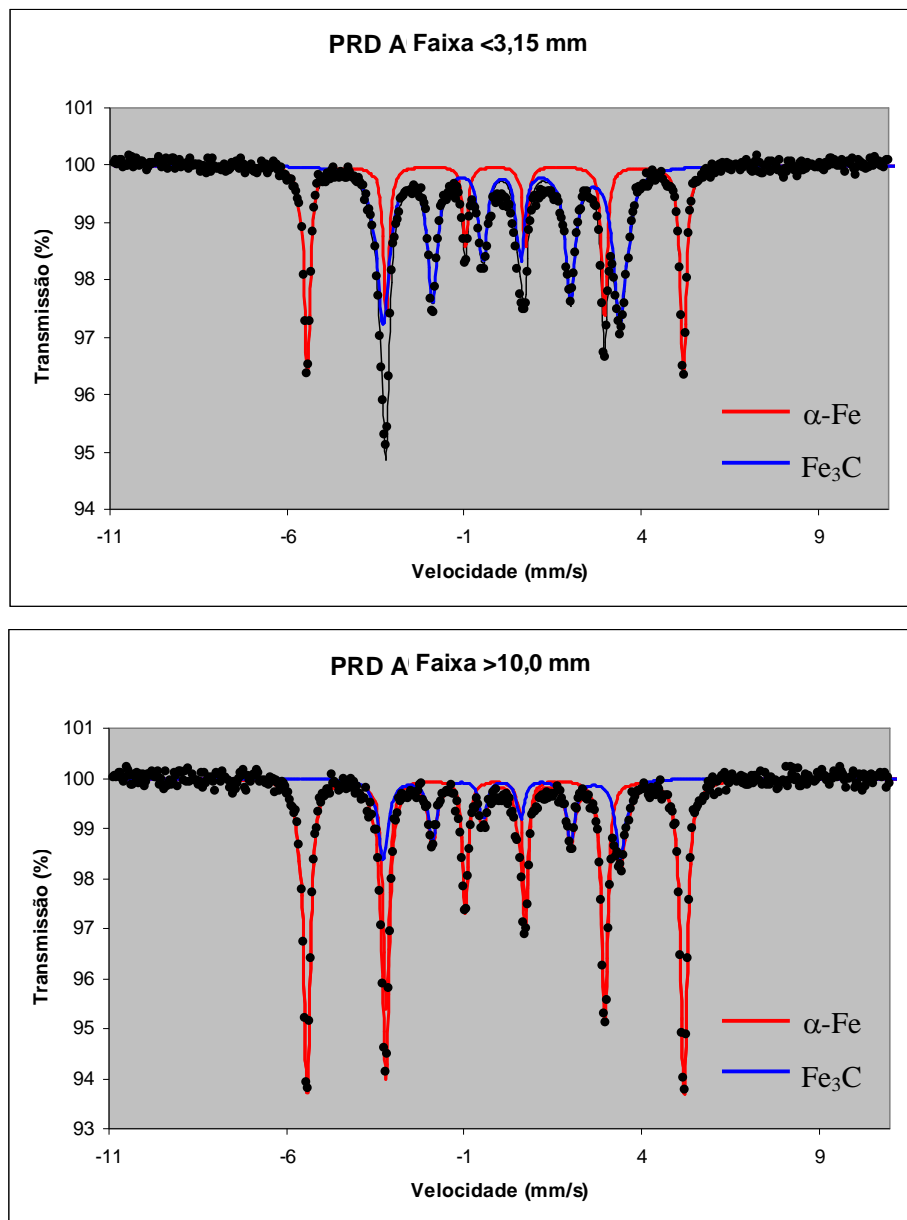 PRD A Faixa <3,15 mm
101
100
99
98
97
96
95
94
Transmissão (%)
-11
-6
-1
4
9
Velocidade (mm/s)
α-Fe
Fe₃C
PRD A Faixa >10,0 mm
101
100
99
98
97
96
95
94
93
Transmissão (%)
-11
-6
-1
4
9
Velocidade (mm/s)
α-Fe
Fe₃C